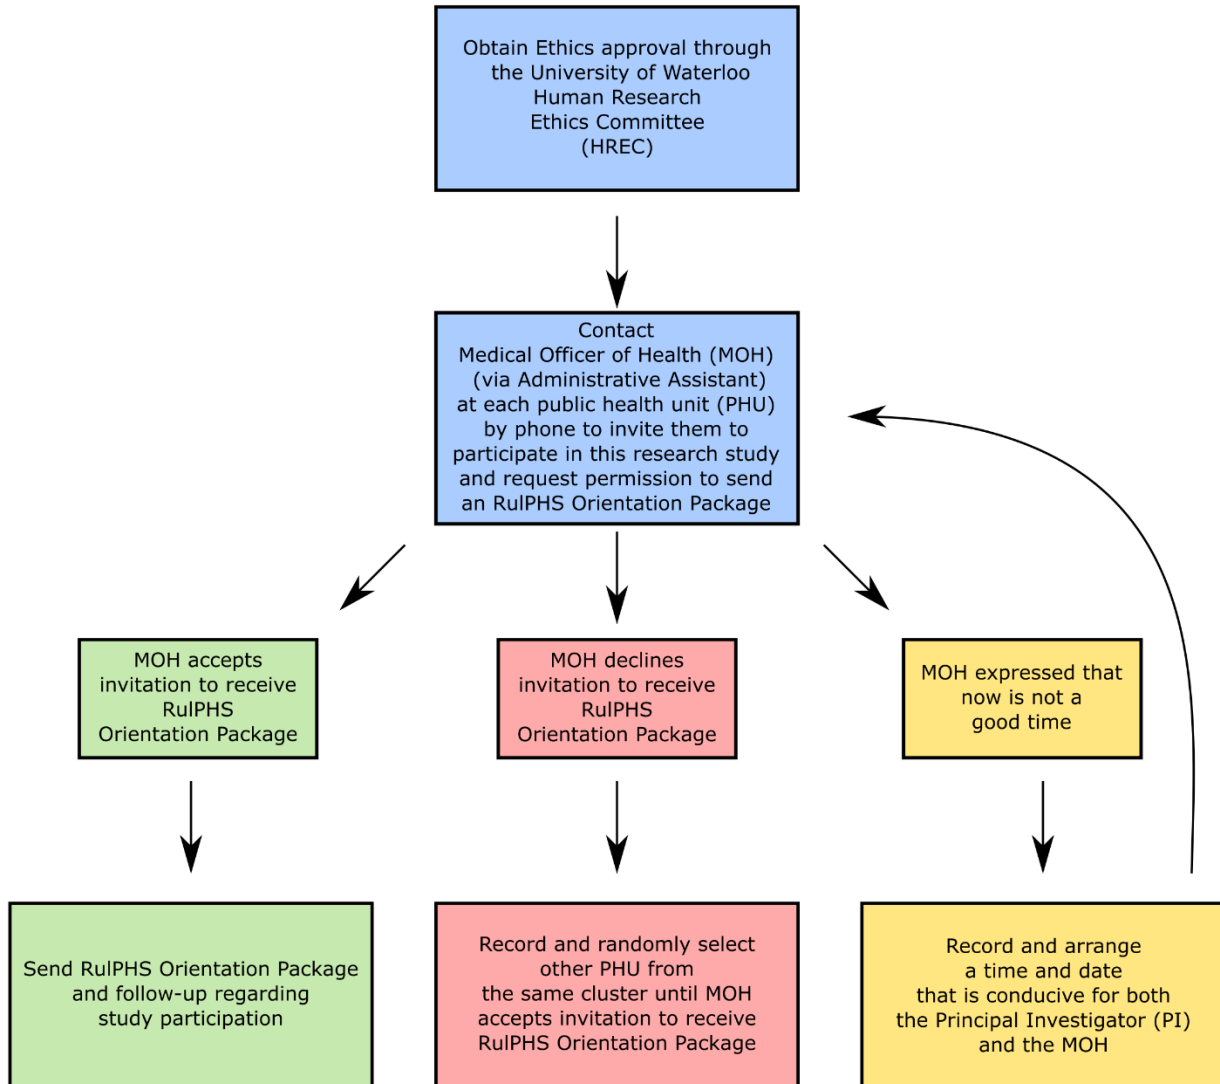 Obtain Ethics approval through
the University of Waterloo
Human Research
Ethics Committee
(HREC)
Contact
Medical Officer of Health (MOH)
(via Administrative Assistant)
at each public health unit (PHU)
by phone to invite them to
participate in this research study
and request permission to send
an RulPHS Orientation Package
MOH accepts
invitation to receive
RulPHS
Orientation Package
MOH declines
invitation to receive
RulPHS
Orientation Package
MOH expressed that
now is not a
good time
Send RulPHS Orientation Package
and follow-up regarding
study participation
Record and randomly select
other PHU from
the same cluster until MOH
accepts invitation to receive
RulPHS Orientation Package
Record and arrange
a time and date
that is conducive for both
the Principal Investigator (PI)
and the MOH